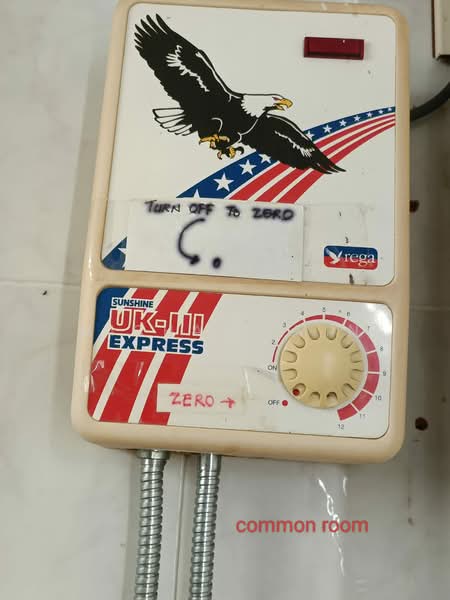 TURN OFF TO ZERO
rega
SUNSHINE
UK-III
EXPRESS
ZERO →
ON
2
3
4
5
6
7
8
9
10
11
12
OFF
common room